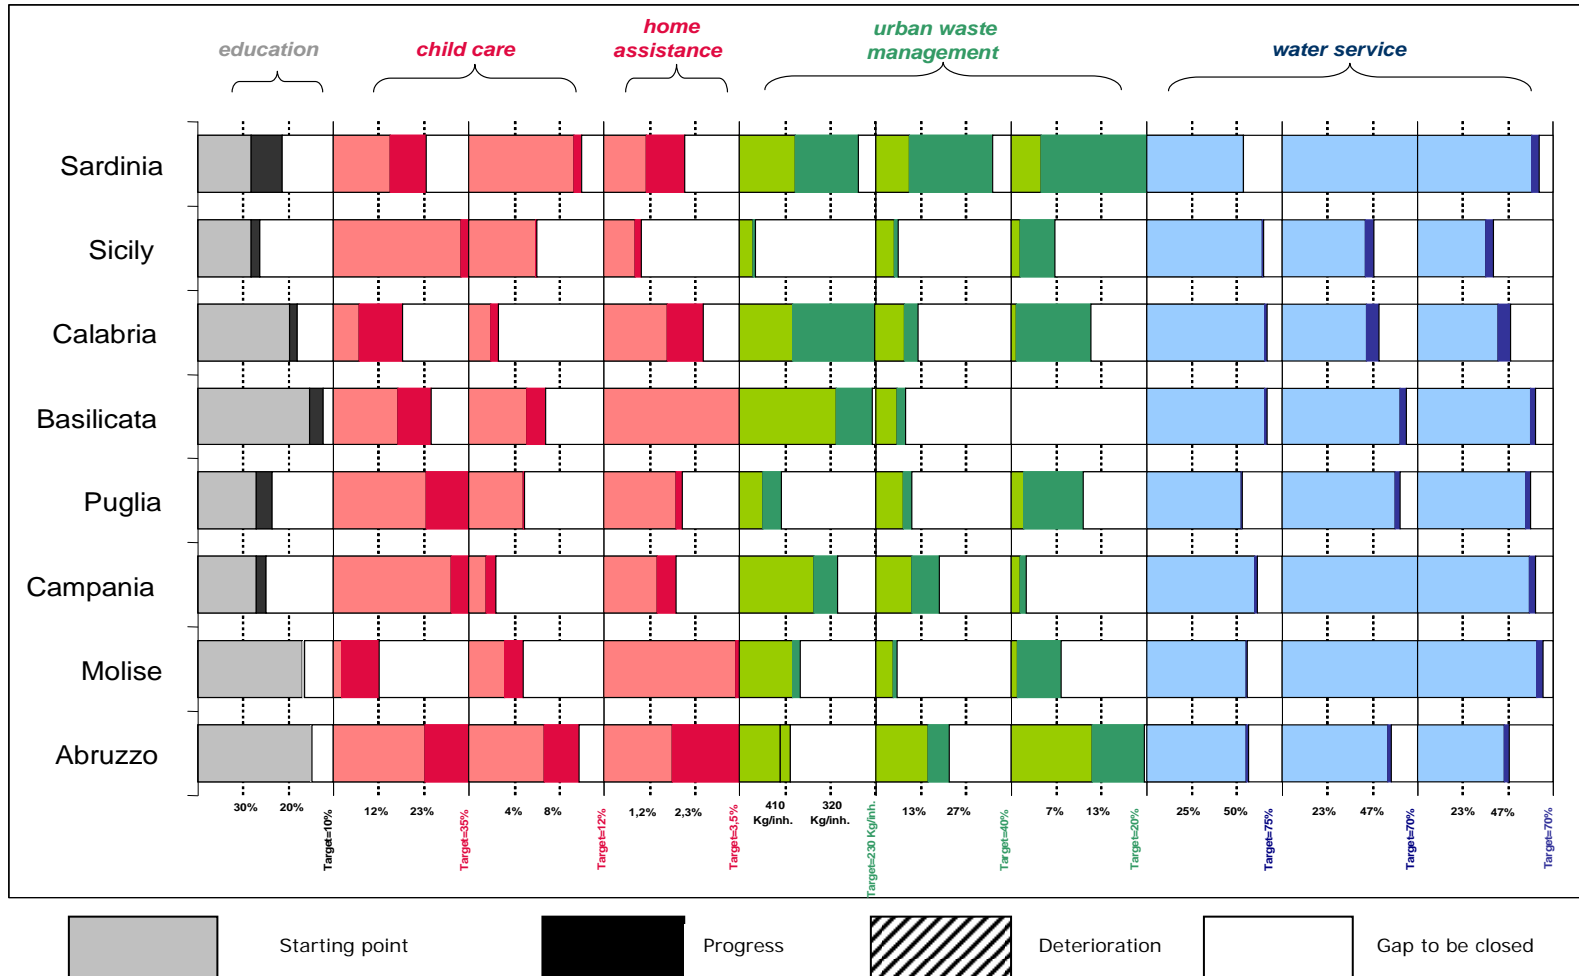 education
child care
home
assistance
urban waste
management
water service
Sardinia
Sicily
Calabria
Basilicata
Puglia
Campania
Molise
Abruzzo
30%
20%
Target=10%
12%
23%
Target=35%
4%
8%
Target=12%
1,2%
2,3%
Target=3,5%
410
Kg/inh.
320
Kg/inh.
Target=230 Kg/inh.
13%
27%
Target=40%
7%
13%
Target=20%
25%
50%
Target=75%
23%
47%
Target=70%
23%
47%
Target=70%
Starting point
Progress
Deterioration
Gap to be closed